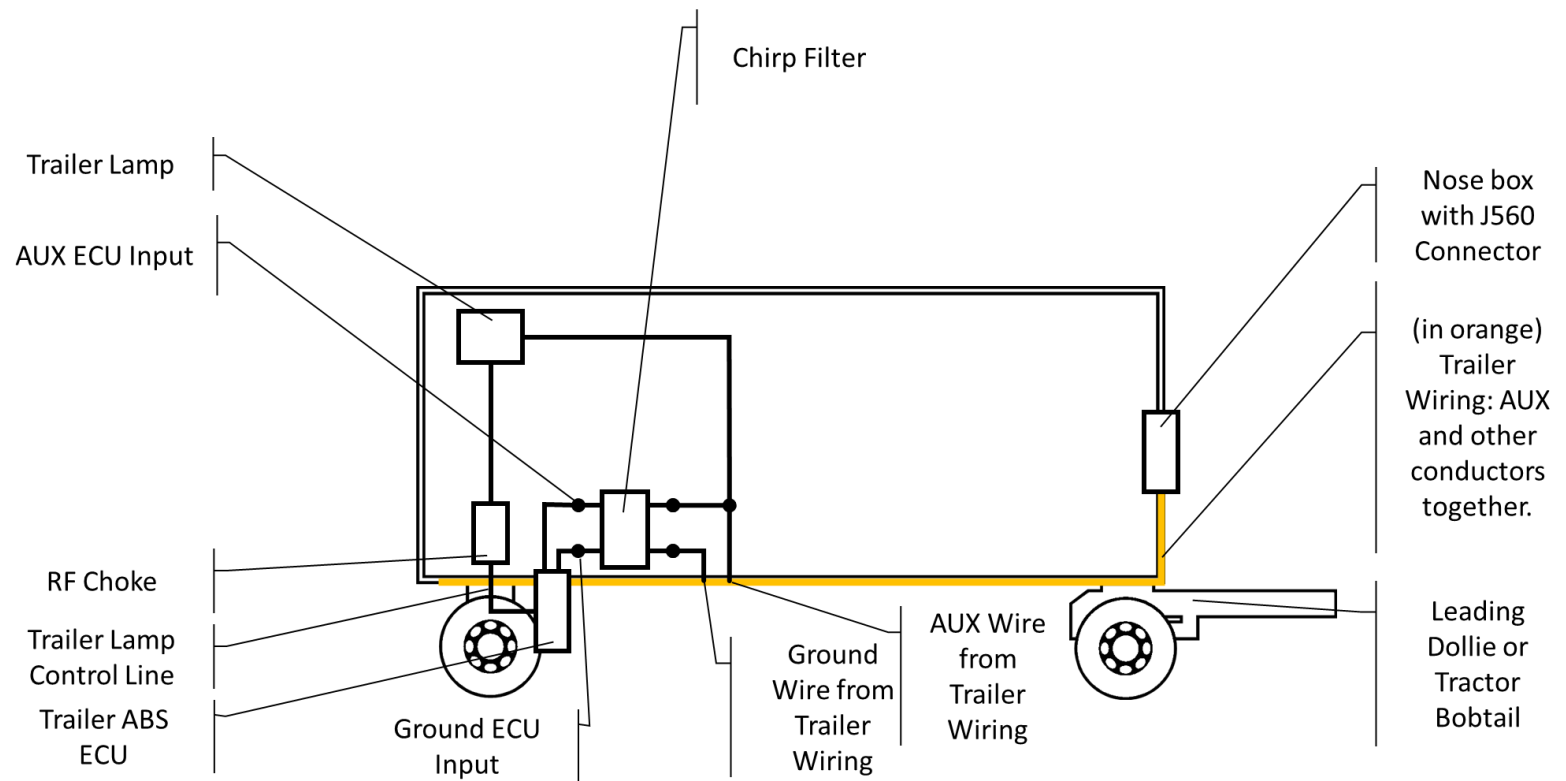 Chirp Filter
Trailer Lamp
AUX ECU Input
Nose box
with J560
Connector
(in orange)
Trailer
Wiring: AUX
and other
conductors
together.
RF Choke
Trailer Lamp
Control Line
Trailer ABS
ECU
Ground ECU
Input
Ground
Wire from
Trailer
Wiring
AUX Wire
from
Trailer
Wiring
Leading
Dollie or
Tractor
Bobtail